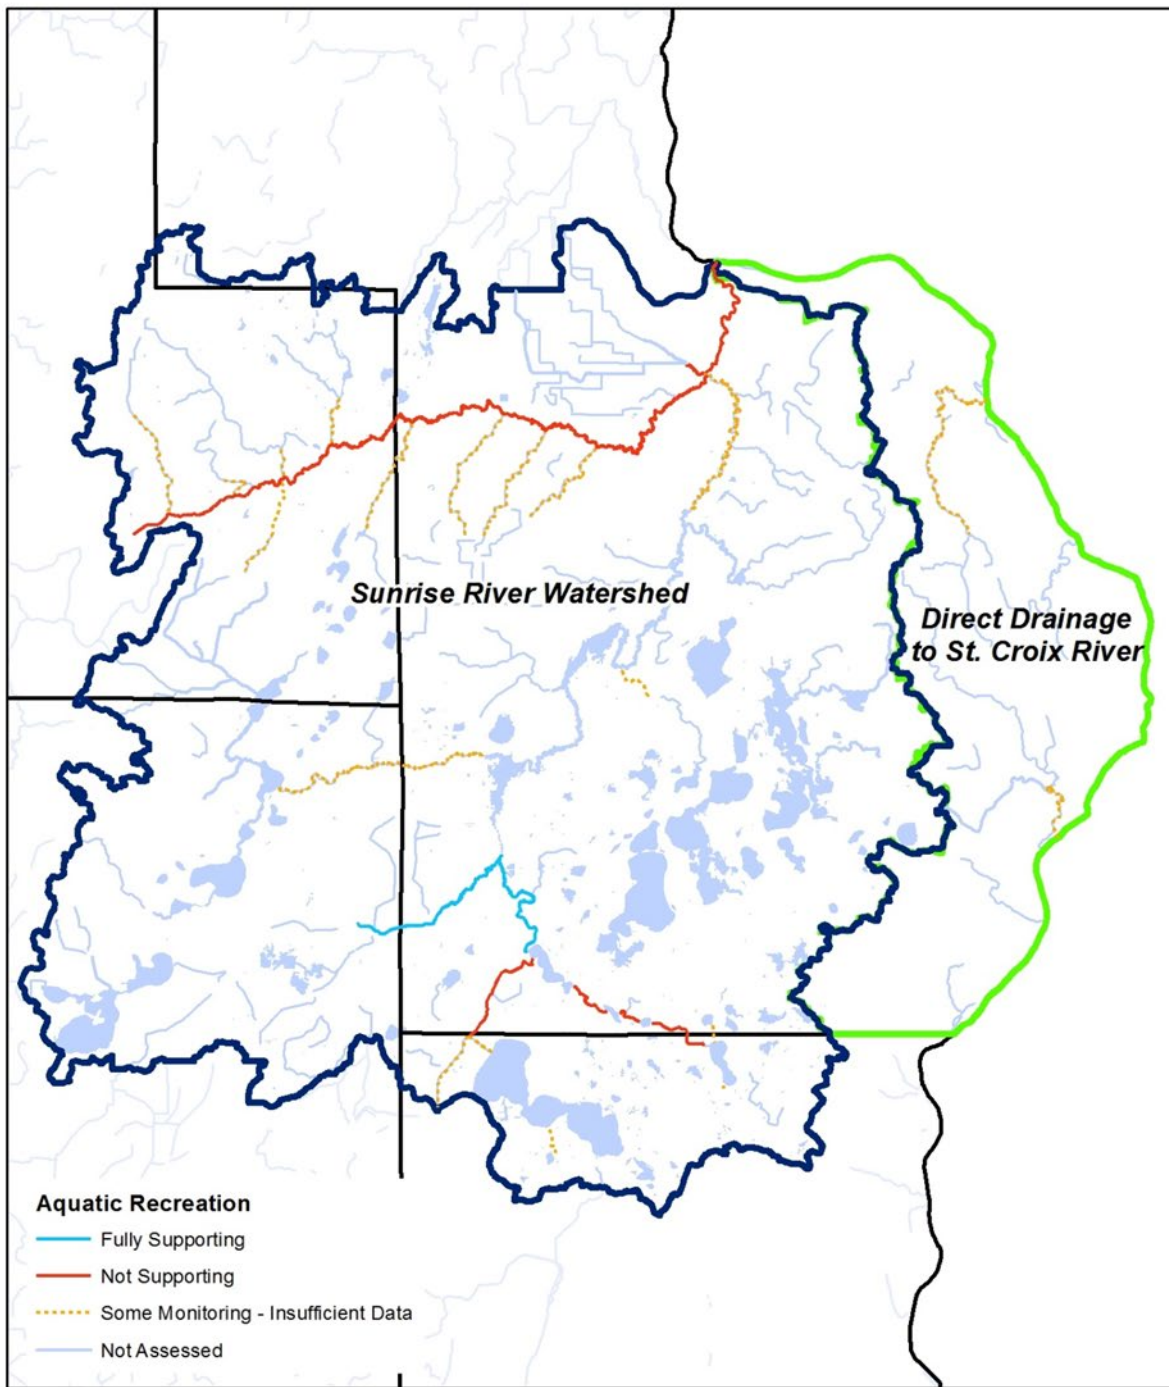 Sunrise River Watershed
Direct Drainage
to St. Croix River
Aquatic Recreation
Fully Supporting
Not Supporting
Some Monitoring - Insufficient Data
Not Assessed